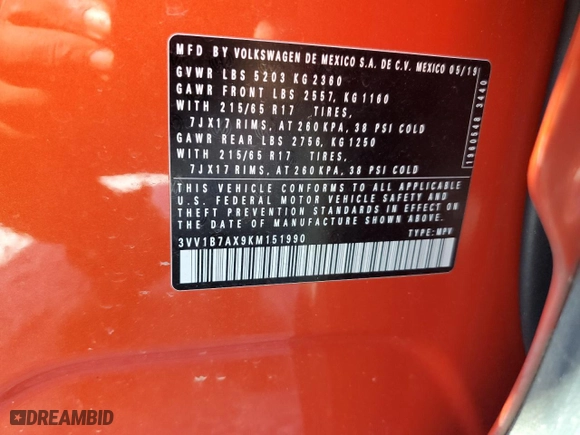 MFD BY VOLKSWAGEN DE MEXICO S.A. DE C.V. MEXICO 05/19
GVWR LBS 5203 KG 2360
GAWR FRONT LBS 2557, KG 1160
WITH 215/65 R17 TIRES,
7JX17 RIMS, AT 260 KPA, 38 PSI COLD
GAWR REAR LBS 2756, KG 1250
WITH 215/65 R17 TIRES,
7JX17 RIMS, AT 260 KPA, 38 PSI COLD
THIS VEHICLE CONFORMS TO ALL APPLICABLE
U.S. FEDERAL MOTOR VEHICLE SAFETY AND
THEFT PREVENTION STANDARDS IN EFFECT ON
THE DATE OF MANUFACTURE SHOWN ABOVE.
3VV1B7AX9KM151990 TYPE: MPV
1980548 3440
DREAMBID